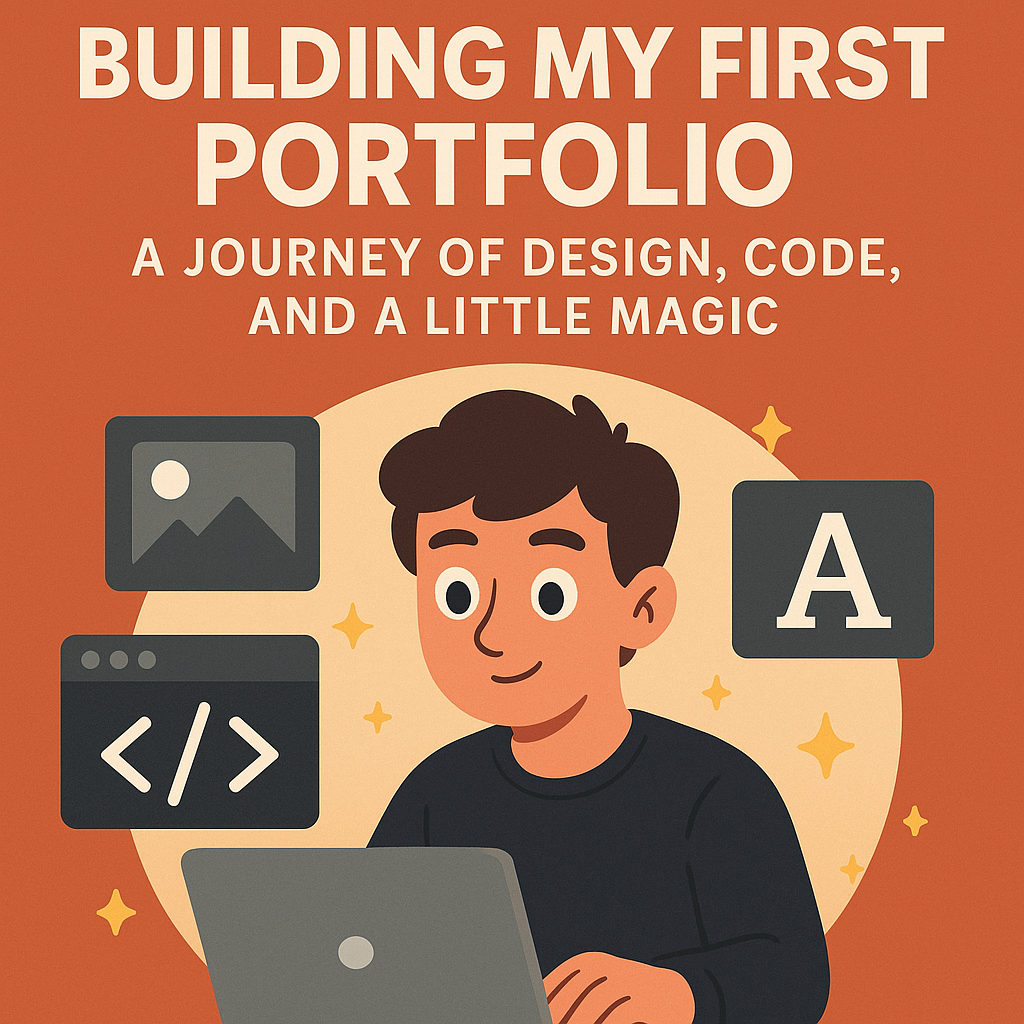 BUILDING MY FIRST
PORTFOLIO
A JOURNEY OF DESIGN, CODE,
AND A LITTLE MAGIC
A
</>